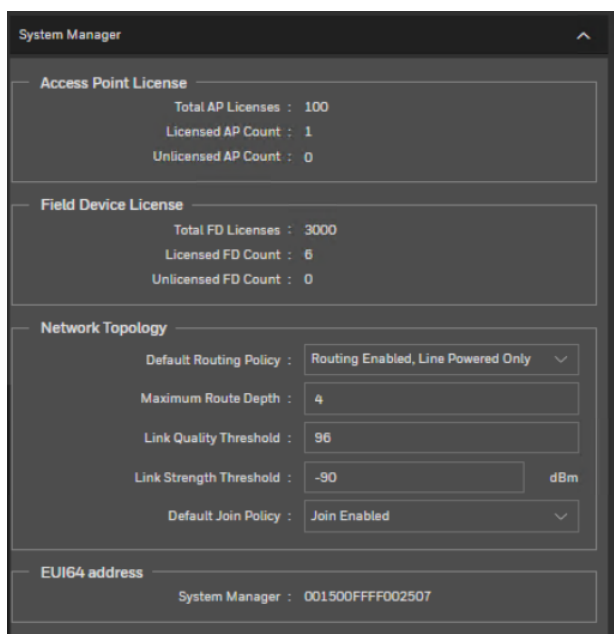 System Manager
Access Point License
Total AP Licenses : 100
Licensed AP Count : 1
Unlicensed AP Count : 0
Field Device License
Total FD Licenses : 3000
Licensed FD Count : 6
Unlicensed FD Count : 0
Network Topology
Default Routing Policy : Routing Enabled, Line Powered Only
Maximum Route Depth : 4
Link Quality Threshold : 96
Link Strength Threshold : -90 dBm
Default Join Policy : Join Enabled
EUI64 address
System Manager : 001500FFFF002507